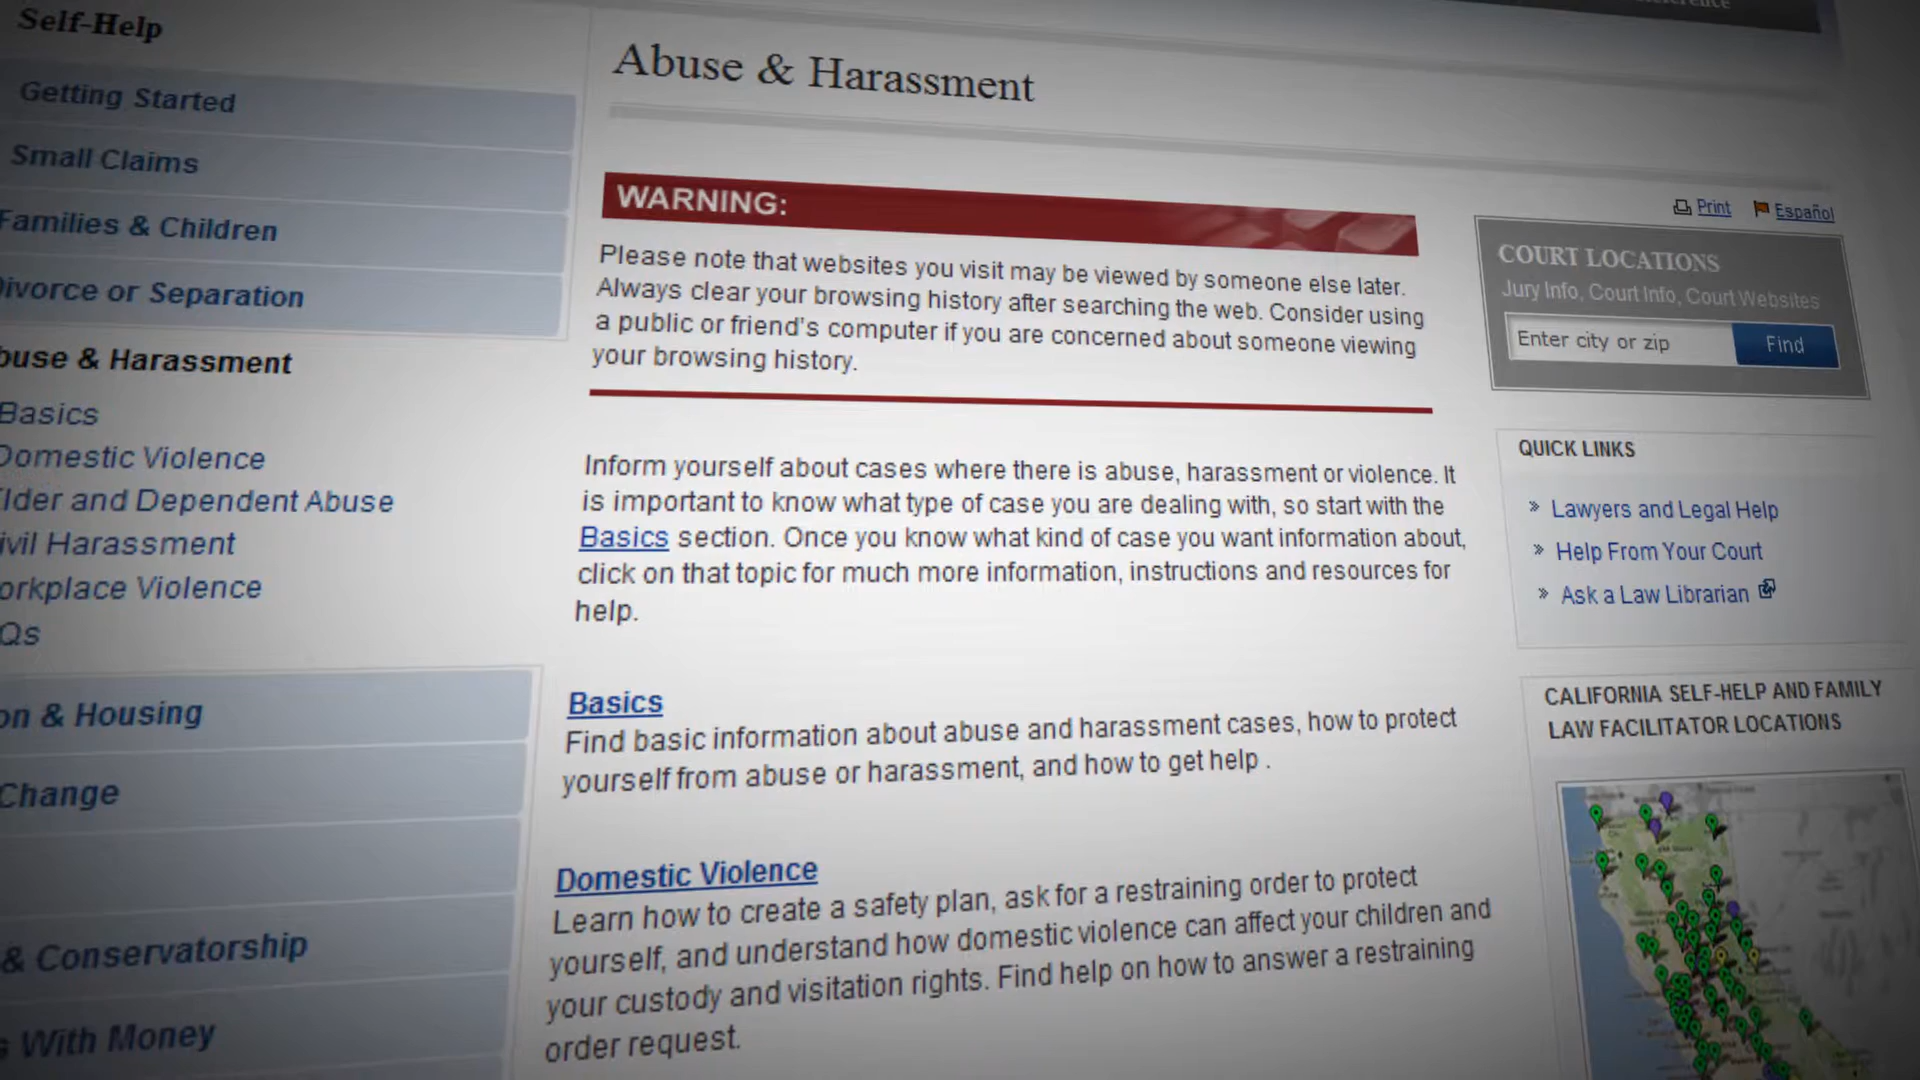 Self-Help
Getting Started
Small Claims
Families & Children
Divorce or Separation
Abuse & Harassment
Basics
Domestic Violence
Elder and Dependent Abuse
Civil Harassment
Workplace Violence
FAQs
& Housing
Change
& Conservatorship
With Money
Abuse & Harassment
WARNING:
Please note that websites you visit may be viewed by someone else later.
Always clear your browsing history after searching the web. Consider using
a public or friend's computer if you are concerned about someone viewing
your browsing history.
Inform yourself about cases where there is abuse, harassment or violence. It
is important to know what type of case you are dealing with, so start with the
Basics section. Once you know what kind of case you want information about,
click on that topic for much more information, instructions and resources for
help.
Basics
Find basic information about abuse and harassment cases, how to protect
yourself from abuse or harassment, and how to get help .
Domestic Violence
Learn how to create a safety plan, ask for a restraining order to protect
yourself, and understand how domestic violence can affect your children and
your custody and visitation rights. Find help on how to answer a restraining
order request.
Print Español
COURT LOCATIONS
Jury Info, Court Info, Court Websites
Enter city or zip Find
QUICK LINKS
» Lawyers and Legal Help
» Help From Your Court
» Ask a Law Librarian
CALIFORNIA SELF-HELP AND FAMILY
LAW FACILITATOR LOCATIONS